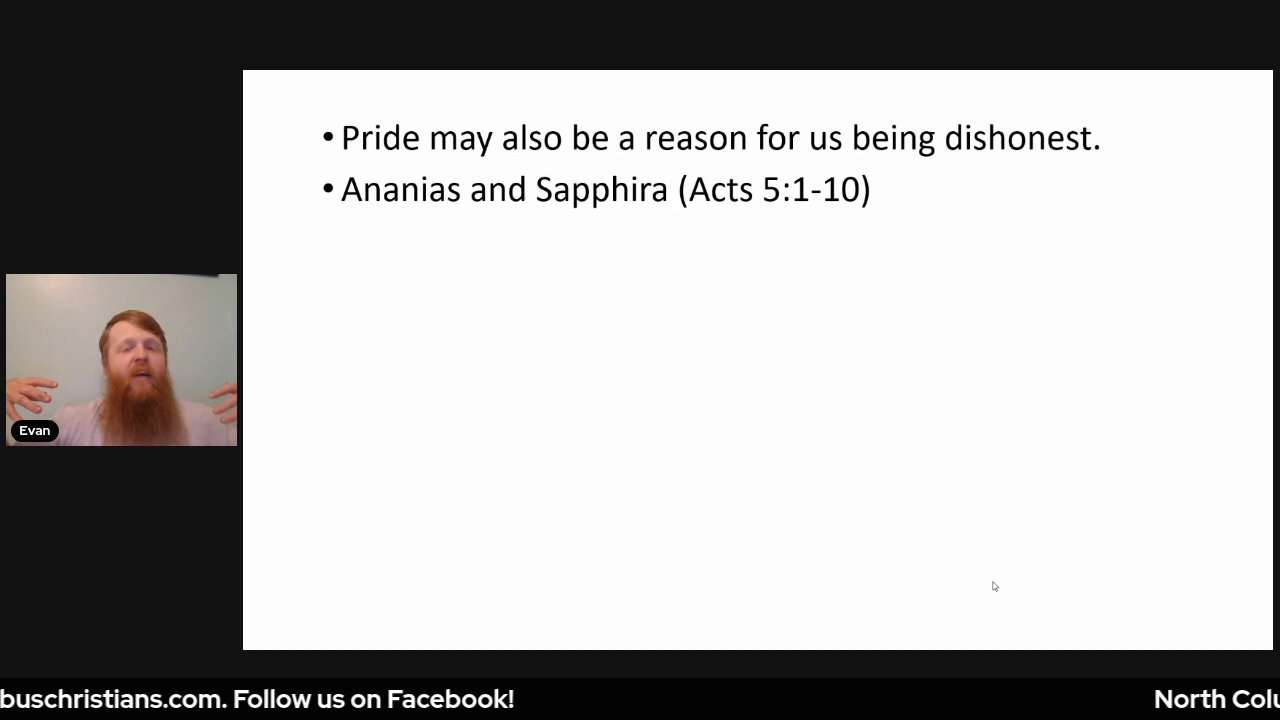 • Pride may also be a reason for us being dishonest.
• Ananias and Sapphira (Acts 5:1-10)
Evan
buschristians.com. Follow us on Facebook! North Colu